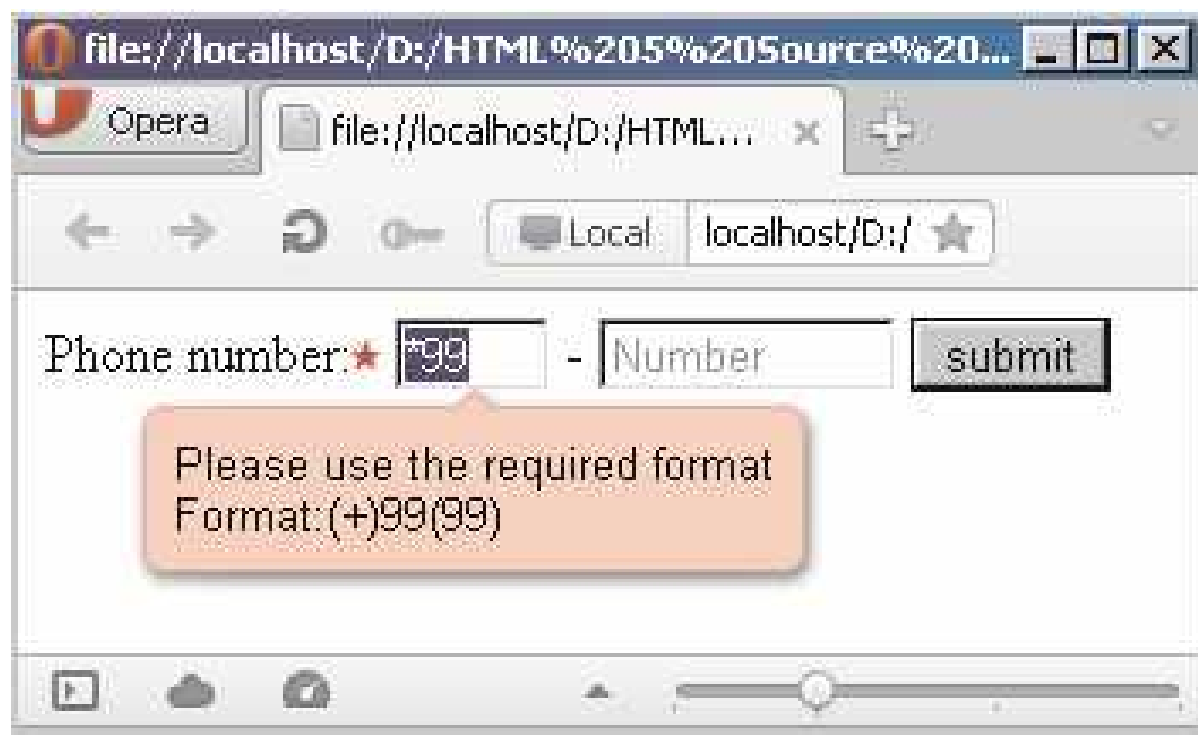 file://localhost/D:/HTML%205%20Source%20...
Opera
file://localhost/D:/HTML...
Local
localhost/D:/
Phone number:
*99
-
Number
submit
Please use the required format
Format:(+)99(99)